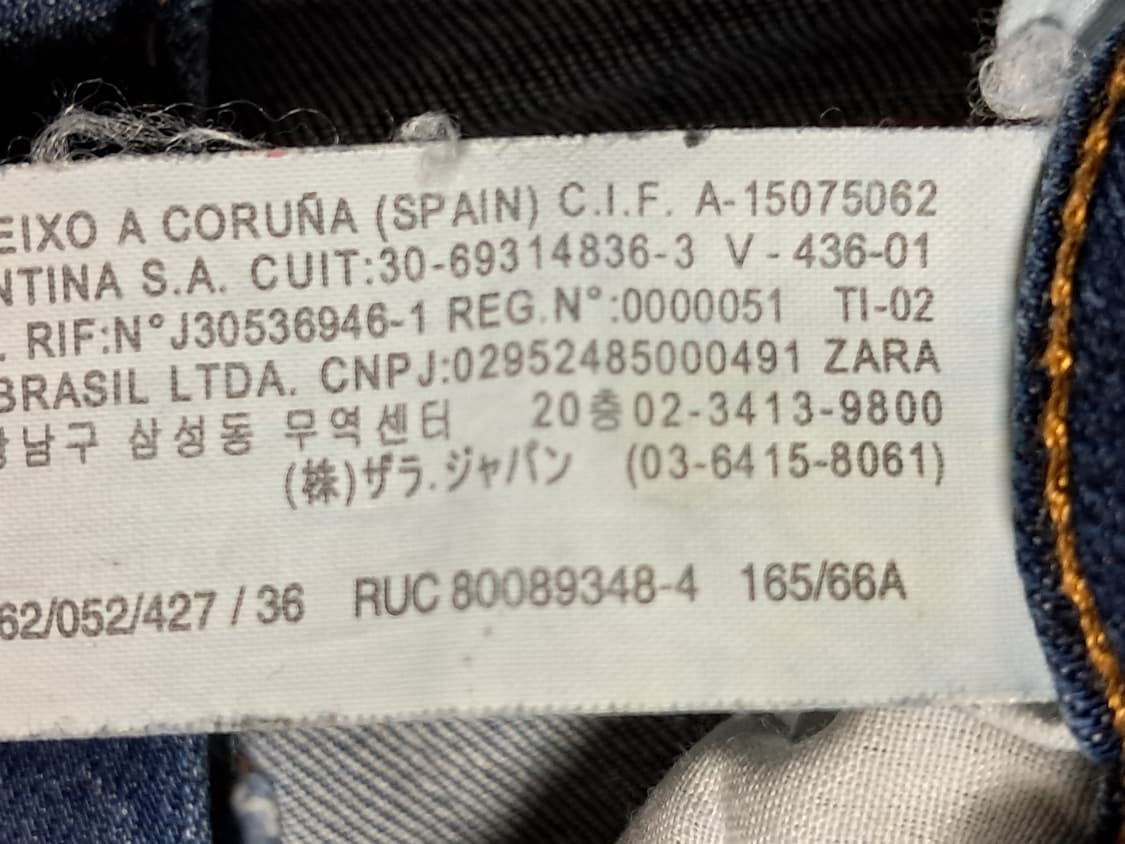 EIXO A CORUÑA (SPAIN) C.I.F. A-15075062
NTINA S.A. CUIT:30-69314836-3 V - 436-01
. RIF:N°J30536946-1 REG.N°:0000051 TI-02
BRASIL LTDA. CNPJ:02952485000491 ZARA
강남구 삼성동 무역센터 20층02-3413-9800
(株)ザラ.ジャパン (03-6415-8061)
62/052/427 / 36 RUC 80089348-4 165/66A